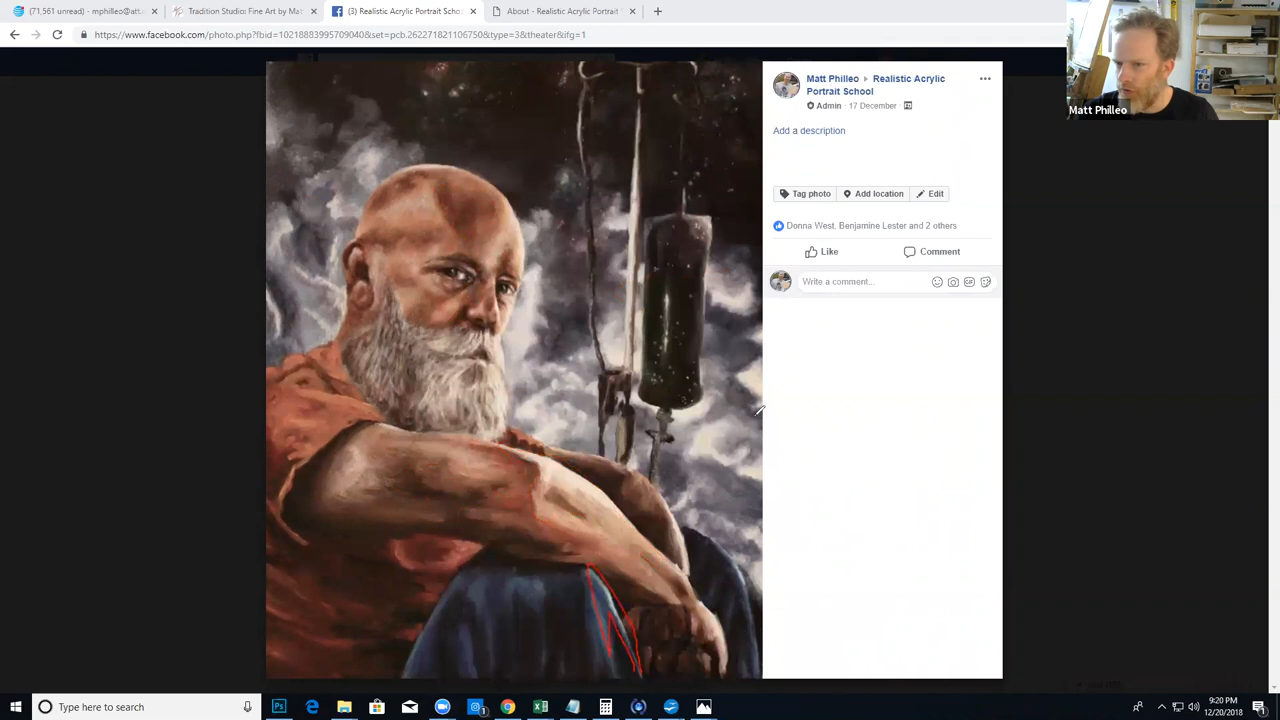 (71,561 unread) - mphilleo@att.
Tradition Studio: Fine Art by Mat
(3) Realistic Acrylic Portrait Scho
About - Realistic Acrylic Portrait
https://www.facebook.com/photo.php?fbid=10218883995709040&set=pcb.262271821106750&type=3&theater&ifg=1
Matt Philleo
Matt Philleo ▸ Realistic Acrylic
Portrait School
Admin · 17 December ·
Add a description
Tag photo
Add location
Edit
Donna West, Benjamine Lester and 2 others
Like
Comment
Write a comment...
GIF
Type here to search
9:20 PM
12/20/2018